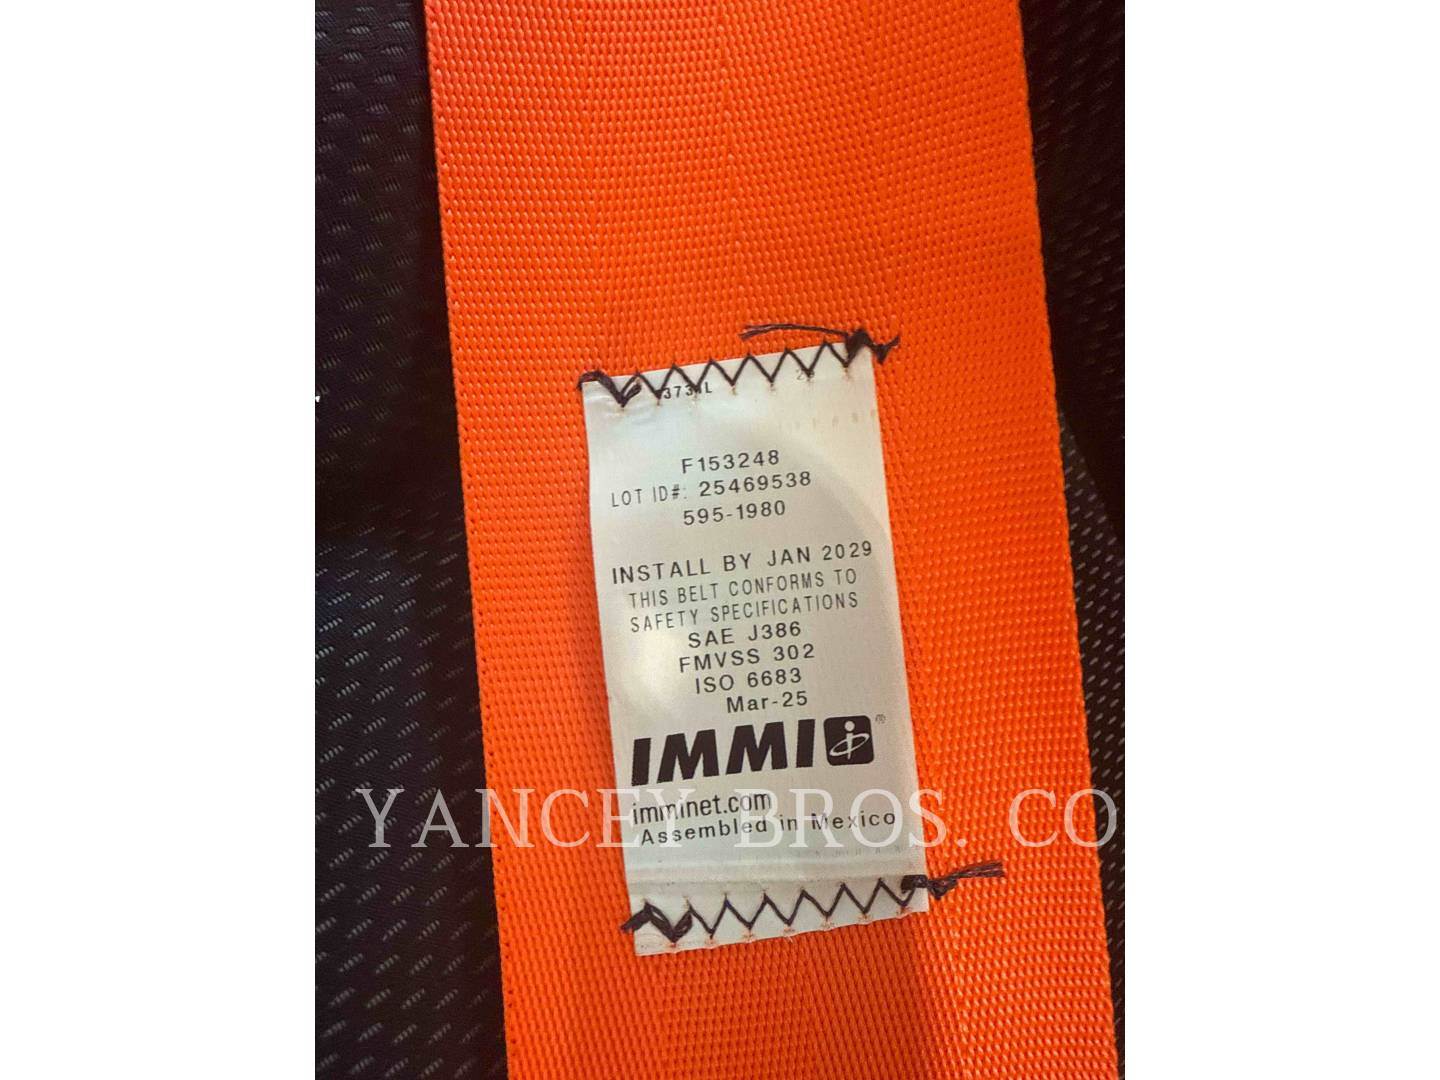 F153248
LOT ID#: 25469538
595-1980
INSTALL BY JAN 2029
THIS BELT CONFORMS TO
SAFETY SPECIFICATIONS
SAE J386
FMVSS 302
ISO 6683
Mar-25
IMMI ®
imminet.com
Assembled in Mexico
YANCEY BROS. CO